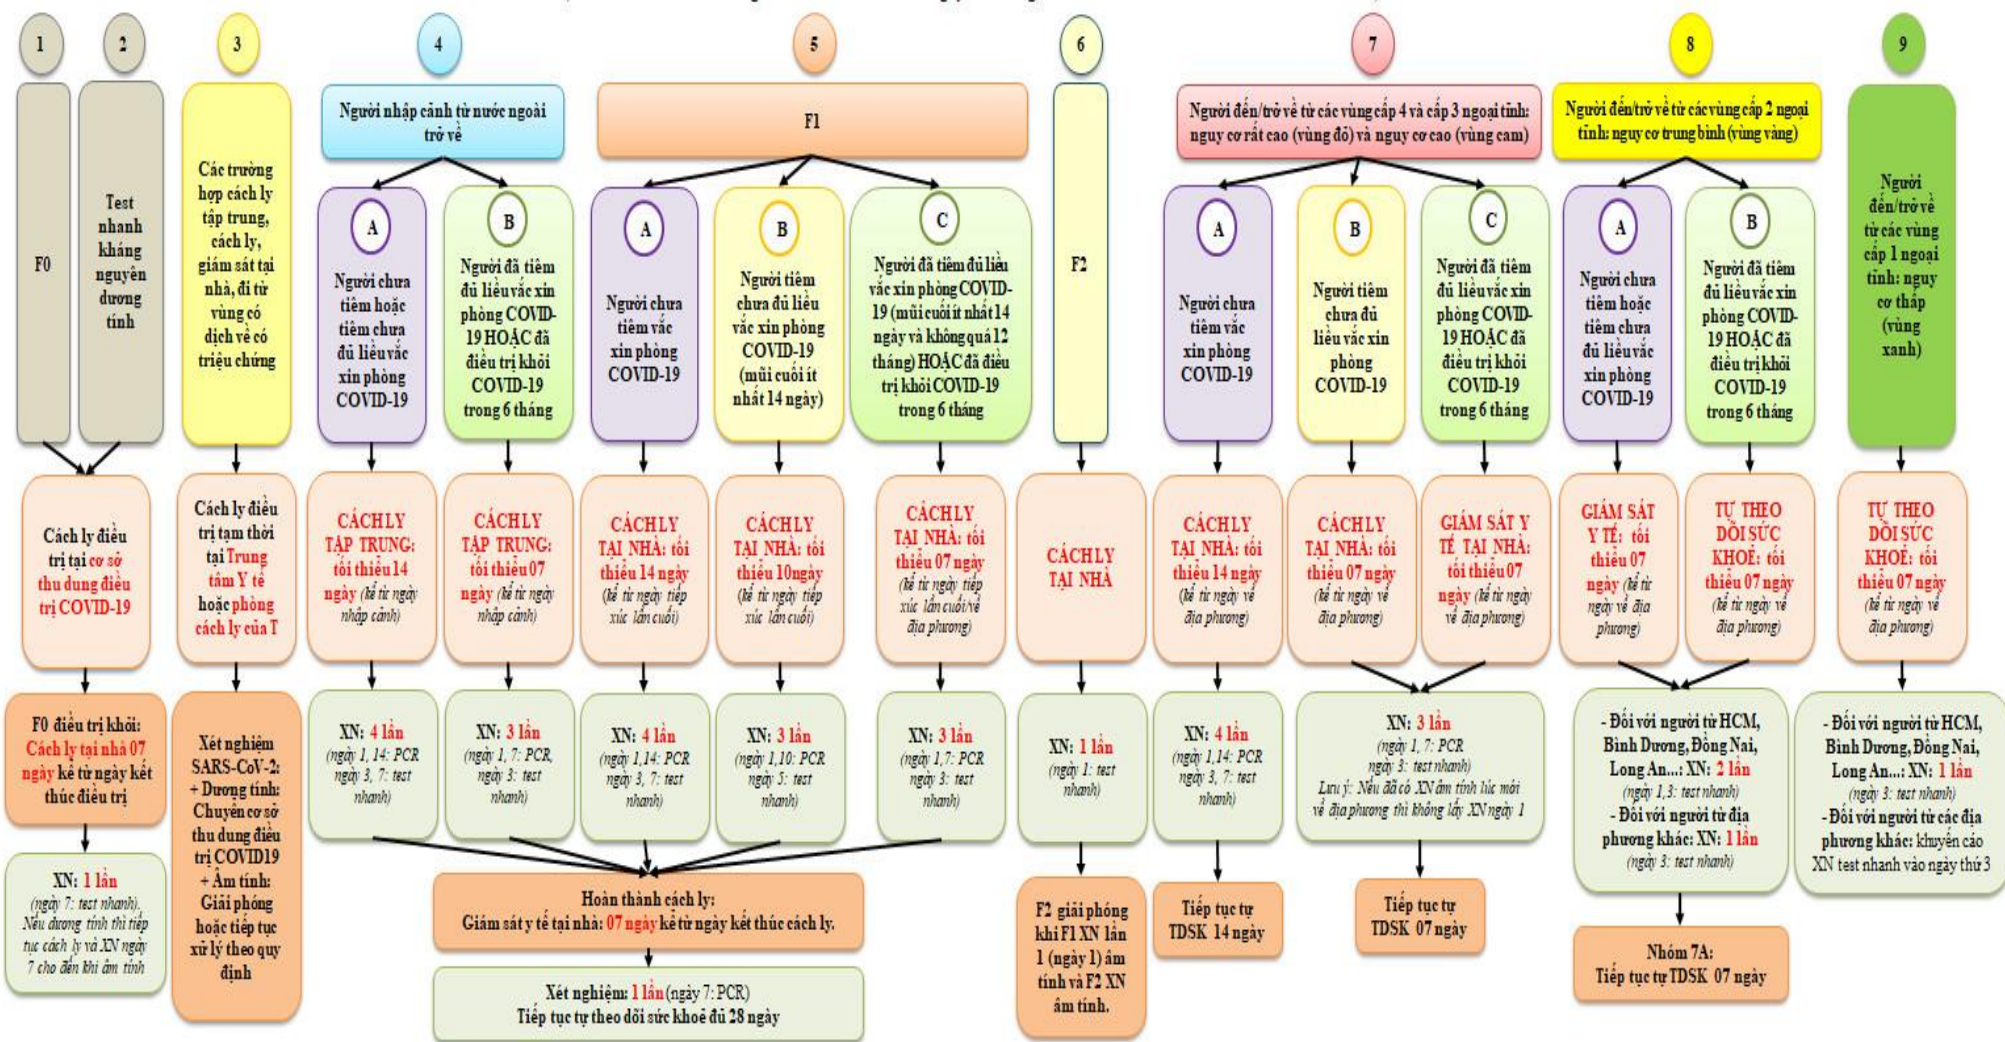 1
2
3
4
5
6
7
8
9
F0
Test
nhanh
kháng
nguyên
dương
tính
Cách ly điều
trị tại cơ sở
thu dung điều
trị COVID-19
F0 điều trị khỏi:
Cách ly tại nhà 07
ngày kể từ ngày kết
thúc điều trị
XN: 1 lần
(ngày 7: test nhanh).
Nếu dương tính thì tiếp
tục cách ly và XN ngày
7 cho đến khi âm tính
Các trường
hợp cách ly
tập trung,
cách ly,
giám sát tại
nhà, đi từ
vùng có
dịch về có
triệu chứng
Cách ly điều
trị tạm thời
tại Trung
tâm Y tế
hoặc phòng
cách ly của T
Xét nghiệm
SARS-CoV-2:
+ Dương tính:
Chuyển cơ sở
thu dung điều
trị COVID19
+ Âm tính:
Giải phóng
hoặc tiếp tục
xử lý theo quy
định
Người nhập cảnh từ nước ngoài
trở về
A
Người chưa
tiêm hoặc
tiêm chưa
đủ liều vắc
xin phòng
COVID-19
CÁCH LY
TẬP TRUNG:
tối thiểu 14
ngày (kể từ ngày
nhập cảnh)
XN: 4 lần
(ngày 1, 14: PCR
ngày 3, 7: test
nhanh)
B
Người đã tiêm
đủ liều vắc xin
phòng COVID-
19 HOẶC đã
điều trị khỏi
COVID-19
trong 6 tháng
CÁCH LY
TẬP TRUNG:
tối thiểu 07
ngày (kể từ ngày
nhập cảnh)
XN: 3 lần
(ngày 1, 7: PCR,
ngày 3: test
nhanh)
F1
A
Người chưa
tiêm vắc
xin phòng
COVID-19
CÁCH LY
TẠI NHÀ: tối
thiểu 14 ngày
(kể từ ngày tiếp
xúc lần cuối)
XN: 4 lần
(ngày 1,14: PCR
ngày 3, 7: test
nhanh)
B
Người tiêm
chưa đủ liều
vắc xin phòng
COVID-19
(mũi cuối ít
nhất 14 ngày)
CÁCH LY
TẠI NHÀ: tối
thiểu 10ngày
(kể từ ngày tiếp
xúc lần cuối)
XN: 3 lần
(ngày 1,10: PCR
ngày 5: test
nhanh)
C
Người đã tiêm đủ liều
vắc xin phòng COVID-
19 (mũi cuối ít nhất 14
ngày và không quá 12
tháng) HOẶC đã điều
trị khỏi COVID-19
trong 6 tháng
CÁCH LY
TẠI NHÀ: tối
thiểu 07 ngày
(kể từ ngày tiếp
xúc lần cuối/về
địa phương)
XN: 3 lần
(ngày 1,7: PCR
ngày 3: test
nhanh)
Hoàn thành cách ly:
Giám sát y tế tại nhà: 07 ngày kể từ ngày kết thúc cách ly.
Xét nghiệm: 1 lần (ngày 7: PCR)
Tiếp tục tự theo dõi sức khoẻ đủ 28 ngày
F2
CÁCH LY
TẠI NHÀ
XN: 1 lần
(ngày 1: test
nhanh)
F2 giải phóng
khi F1 XN lần
1 (ngày 1) âm
tính và F2 XN
âm tính.
Người đến/trở về từ các vùng cấp 4 và cấp 3 ngoại tỉnh:
nguy cơ rất cao (vùng đỏ) và nguy cơ cao (vùng cam)
A
Người chưa
tiêm vắc
xin phòng
COVID-19
CÁCH LY
TẠI NHÀ: tối
thiểu 14 ngày
(kể từ ngày về
địa phương)
XN: 4 lần
(ngày 1,14: PCR
ngày 3, 7: test
nhanh)
Tiếp tục tự
TDSK 14 ngày
B
Người tiêm
chưa đủ
liều vắc xin
phòng
COVID-19
CÁCH LY
TẠI NHÀ: tối
thiểu 07 ngày
(kể từ ngày về
địa phương)
C
Người đã tiêm
đủ liều vắc xin
phòng COVID-
19 HOẶC đã
điều trị khỏi
COVID-19
trong 6 tháng
GIÁM SÁT Y
TẾ TẠI NHÀ:
tối thiểu 07
ngày (kể từ ngày
về địa phương)
XN: 3 lần
(ngày 1, 7: PCR
ngày 3: test nhanh)
Lưu ý: Nếu đã có XN âm tính lúc mới
về địa phương thì không lấy XN ngày 1
Tiếp tục tự
TDSK 07 ngày
Người đến/trở về từ các vùng cấp 2 ngoại
tỉnh: nguy cơ trung bình (vùng vàng)
A
Người chưa
tiêm hoặc
tiêm chưa
đủ liều vắc
xin phòng
COVID-19
GIÁM SÁT
Y TẾ: tối
thiểu 07
ngày (kể từ
ngày về địa
phương)
B
Người đã tiêm
đủ liều vắc xin
phòng COVID-
19 HOẶC đã
điều trị khỏi
COVID-19
trong 6 tháng
TỰ THEO
DÕI SỨC
KHOẺ: tối
thiểu 07 ngày
(kể từ ngày về
địa phương)
- Đối với người từ HCM,
Bình Dương, Đồng Nai,
Long An...: XN: 2 lần
(ngày 1,3: test nhanh)
- Đối với người từ địa
phương khác: XN: 1 lần
(ngày 3: test nhanh)
Nhóm 7A:
Tiếp tục tự TDSK 07 ngày
Người
đến/trở về
từ các vùng
cấp 1 ngoại
tỉnh: nguy
cơ thấp
(vùng
xanh)
TỰ THEO
DÕI SỨC
KHOẺ: tối
thiểu 07 ngày
(kể từ ngày về
địa phương)
- Đối với người từ HCM,
Bình Dương, Đồng Nai,
Long An...: XN: 1 lần
(ngày 3: test nhanh)
- Đối với người từ các địa
phương khác: khuyến cáo
XN test nhanh vào ngày thứ 3